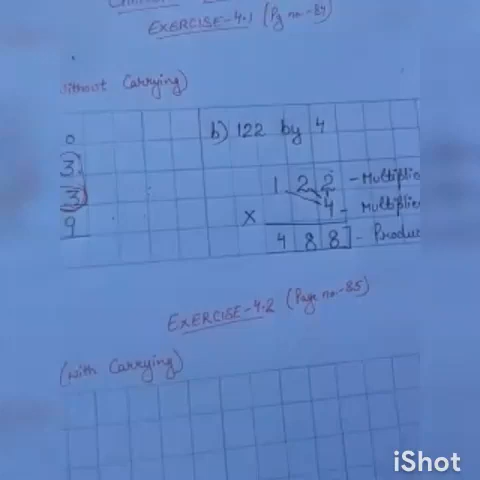 EXERCISE-4.1 (Pg no-84)
ithout Carrying)
b) 122 by 4
0
3
3
9
1 2 2 - Multiplic
x 4 - Multiplie
4 8 8 - Produc
EXERCISE-4.2 (Page no-85)
(with Carrying)
iShot